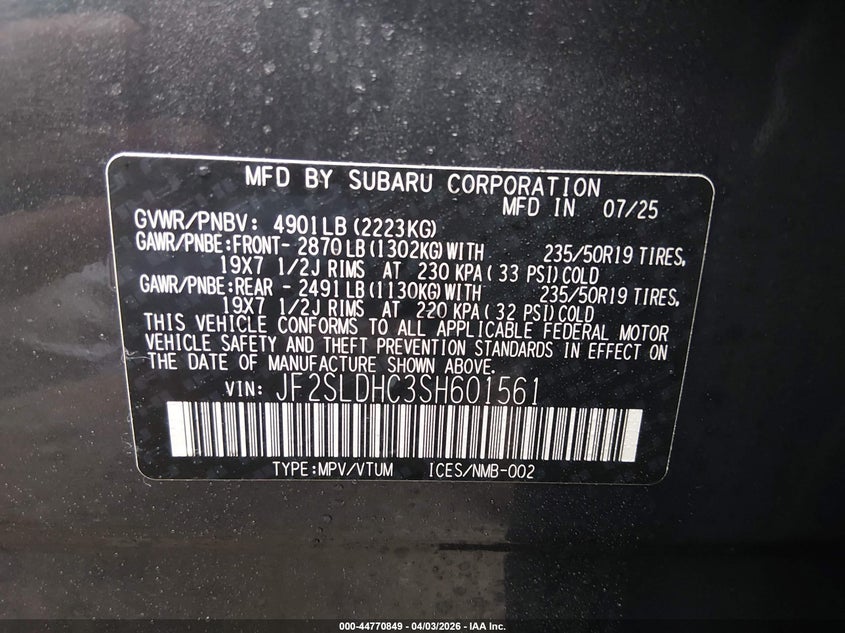 MFD BY SUBARU CORPORATION
MFD IN 07/25
GVWR/PNBV: 4901LB (2223KG)
GAWR/PNBE:FRONT- 2870LB(1302KG)WITH 235/50R19 TIRES,
19X7 1/2J RIMS AT 230 KPA( 33 PSI)COLD
GAWR/PNBE:REAR - 2491LB(1130KG)WITH 235/50R19 TIRES,
19X7 1/2J RIMS AT 220 KPA( 32 PSI)COLD
THIS VEHICLE CONFORMS TO ALL APPLICABLE FEDERAL MOTOR
VEHICLE SAFETY AND THEFT PREVENTION STANDARDS IN EFFECT ON
THE DATE OF MANUFACTURE SHOWN ABOVE.
VIN: JF2SLDHC3SH601561
TYPE:MPV/VTUM ICES/NMB-002
000-44770849 - 04/03/2026 - IAA Inc.